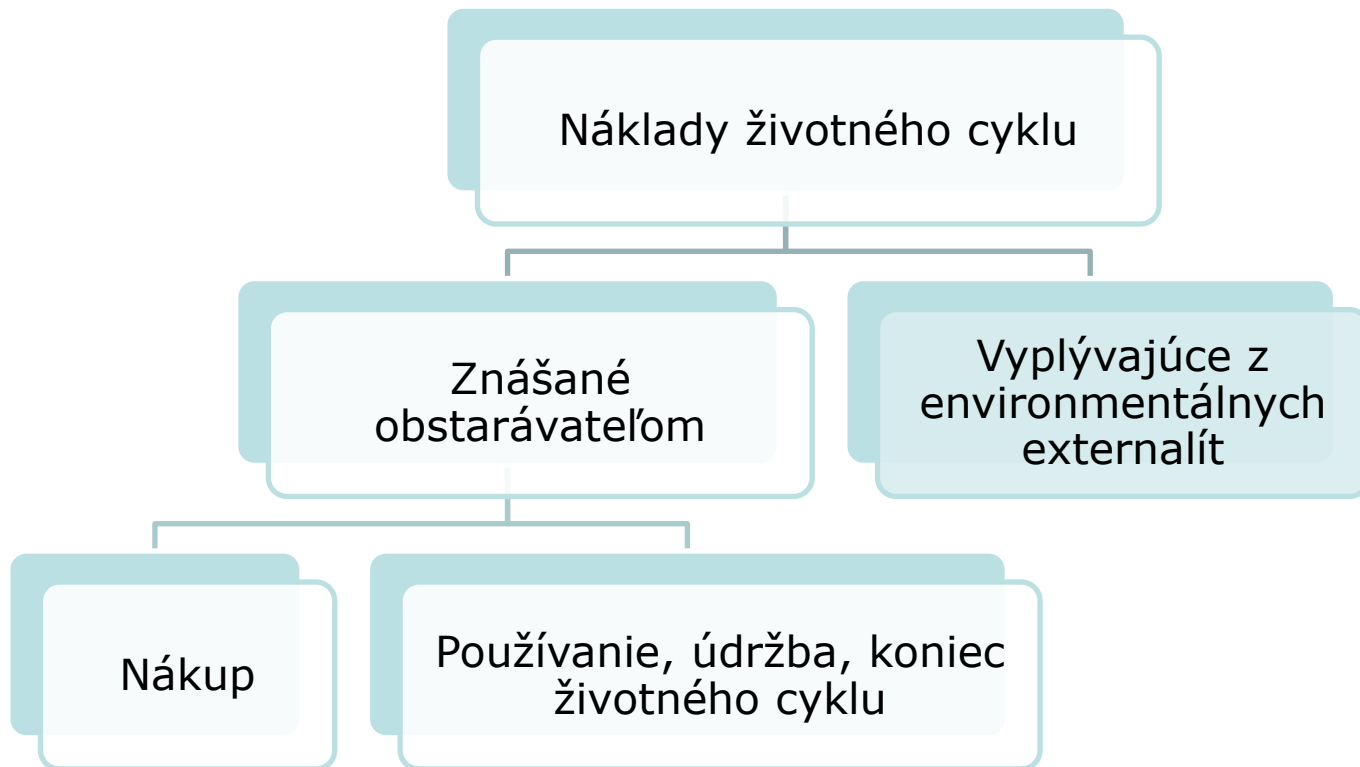 Náklady životného cyklu
Znášané
obstarávateľom
Vyplývajúce z
environmentálnych
externalít
Nákup
Používanie, údržba, koniec
životného cyklu